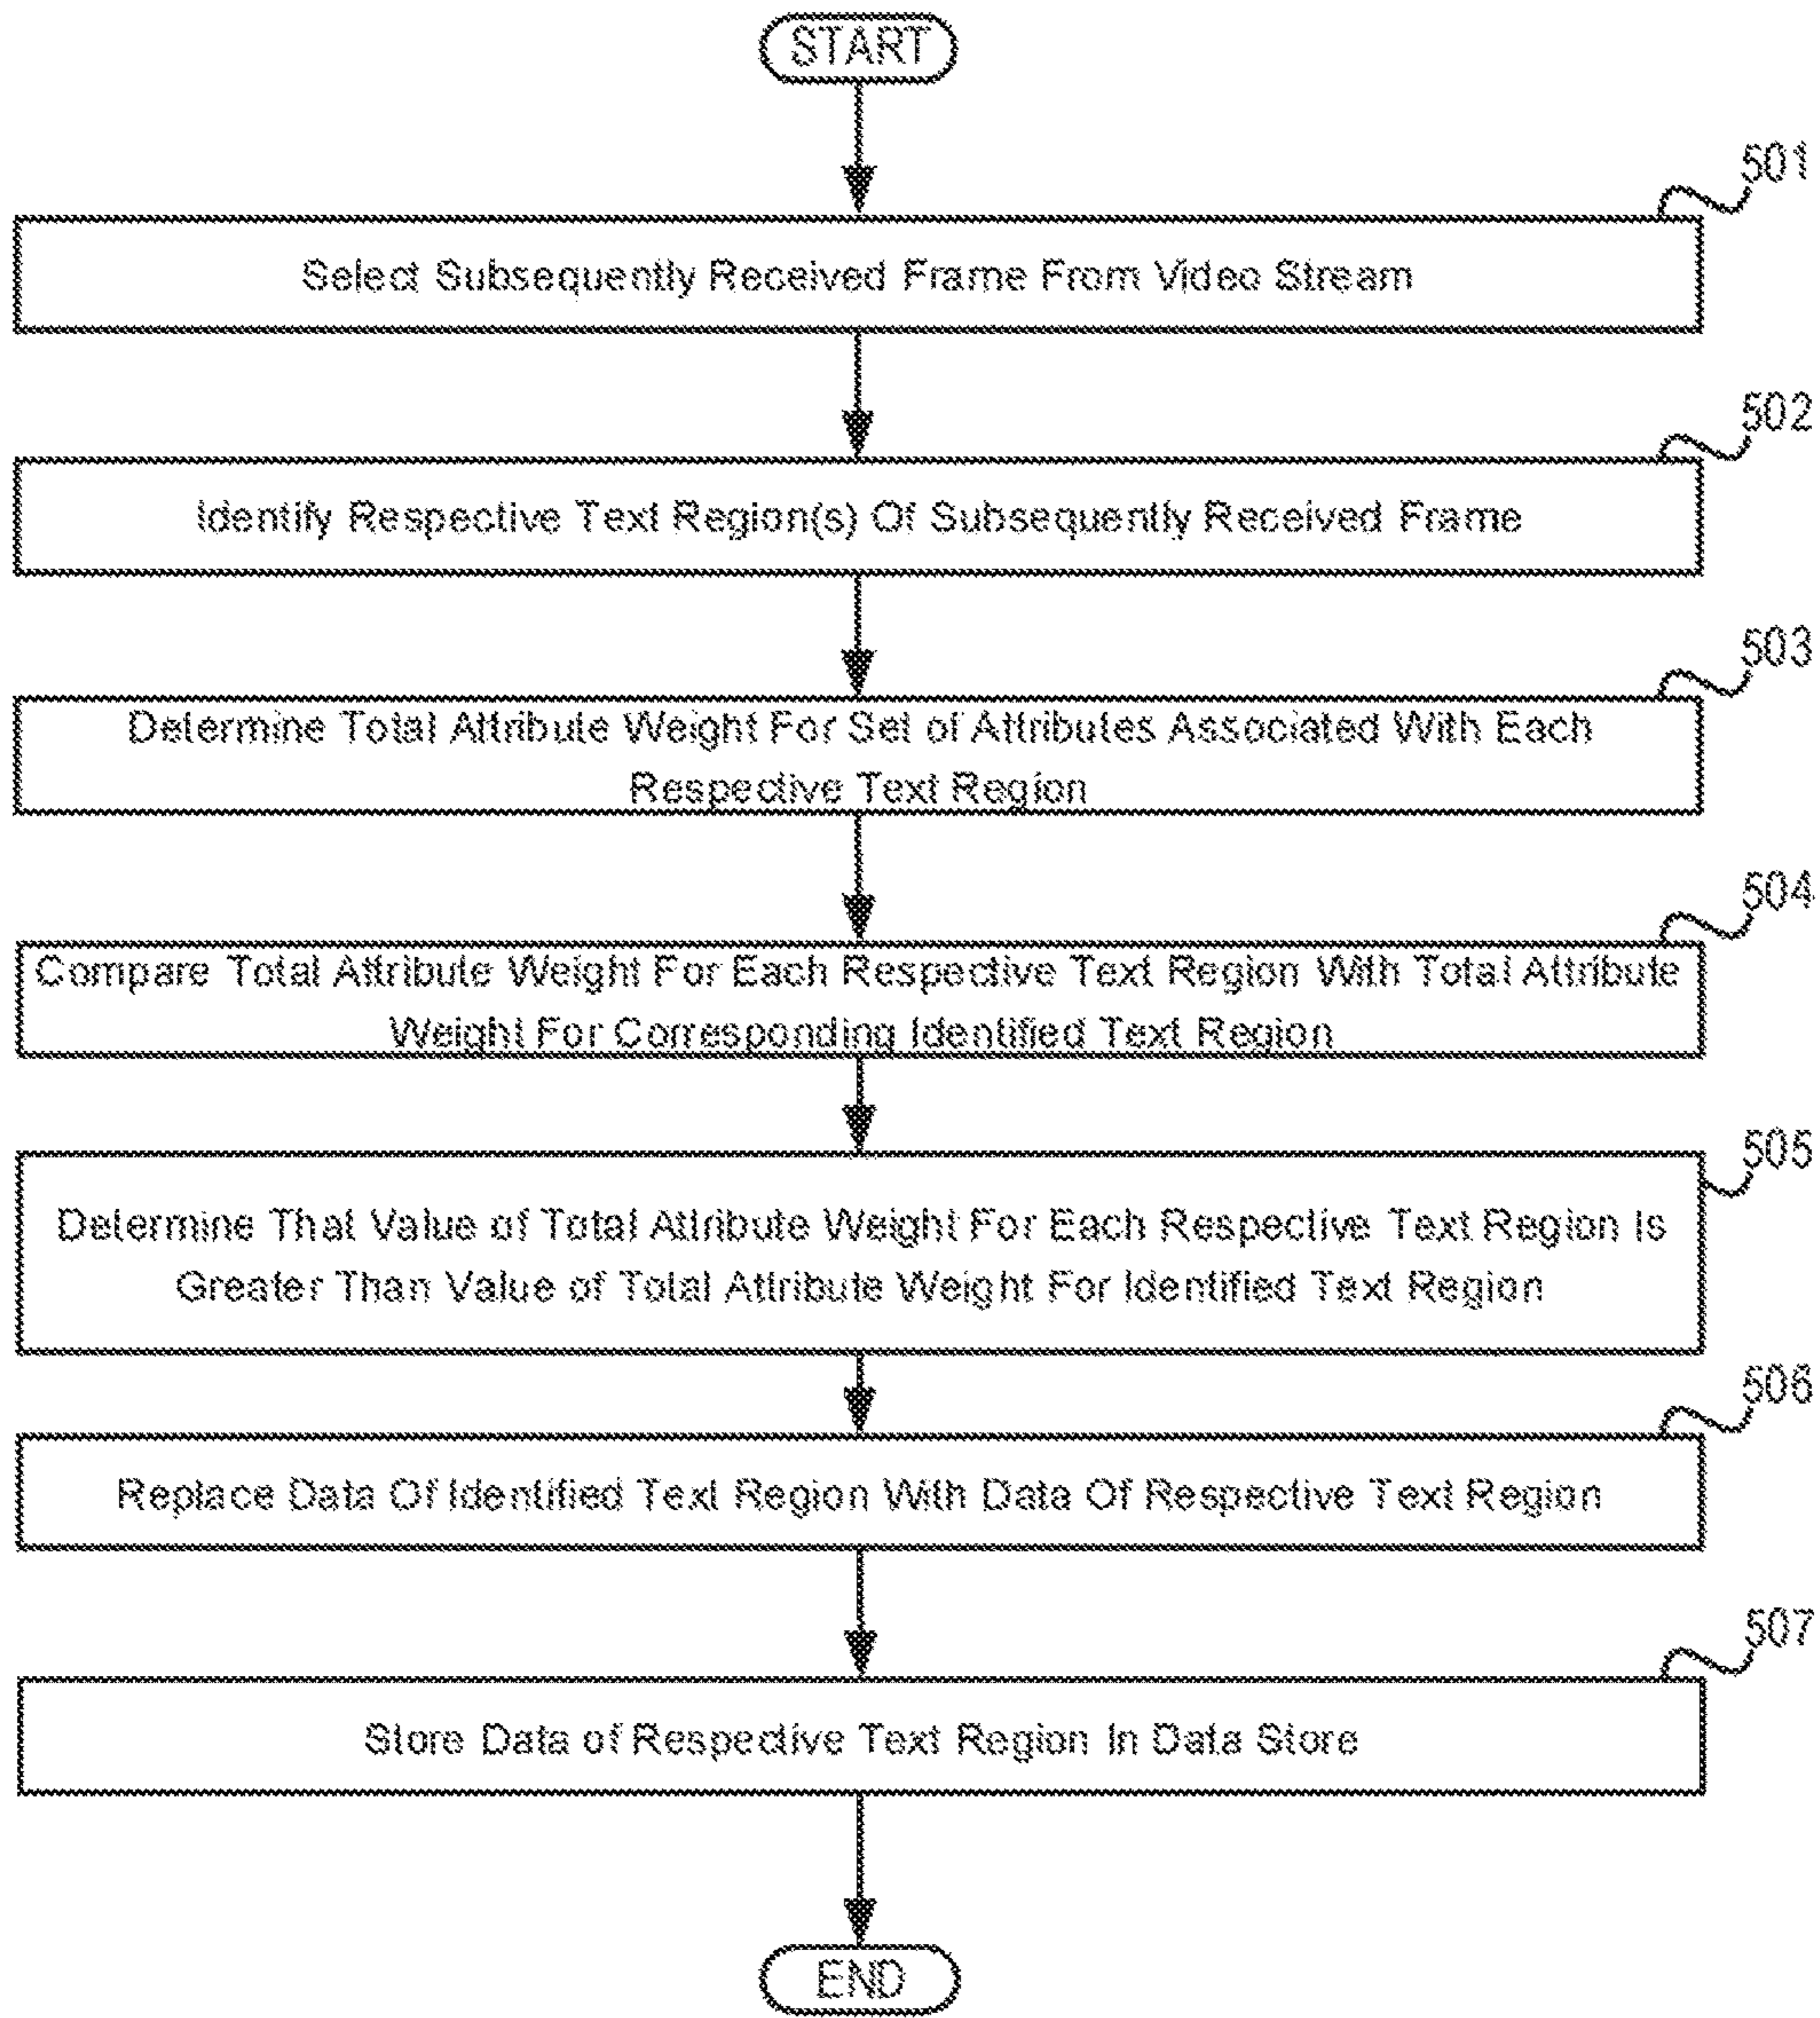 START
501
Select Subsequently Received Frame From Video Stream
502
Identify Respective Text Region(s) Of Subsequently Received Frame
503
Determine Total Attribute Weight For Set of Attributes Associated With Each
Respective Text Region
504
Compare Total Attribute Weight For Each Respective Text Region With Total Attribute
Weight For Corresponding Identified Text Region
505
Determine That Value of Total Attribute Weight For Each Respective Text Region Is
Greater Than Value of Total Attribute Weight For Identified Text Region
506
Replace Data Of Identified Text Region With Data Of Respective Text Region
507
Store Data of Respective Text Region In Data Store
END